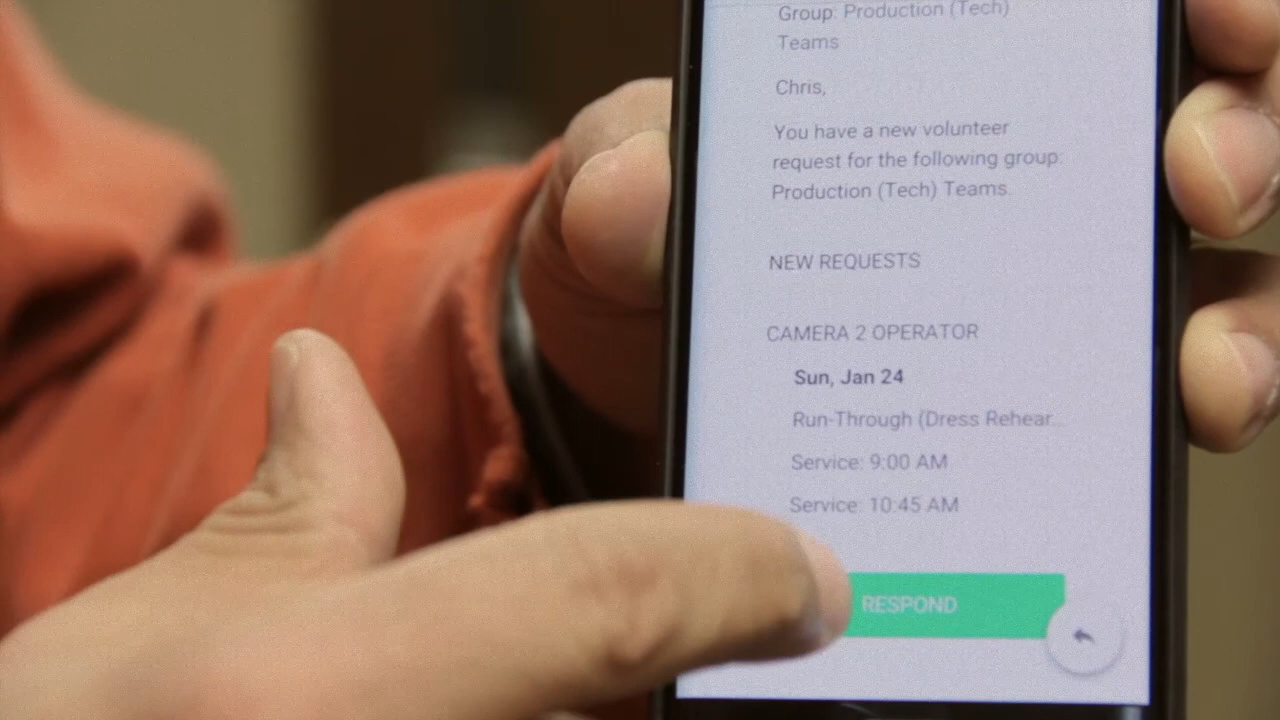 Group: Production (Tech)
Teams
Chris,
You have a new volunteer
request for the following group:
Production (Tech) Teams.
NEW REQUESTS
CAMERA 2 OPERATOR
Sun, Jan 24
Run-Through (Dress Rehear...
Service: 9:00 AM
Service: 10:45 AM
RESPOND